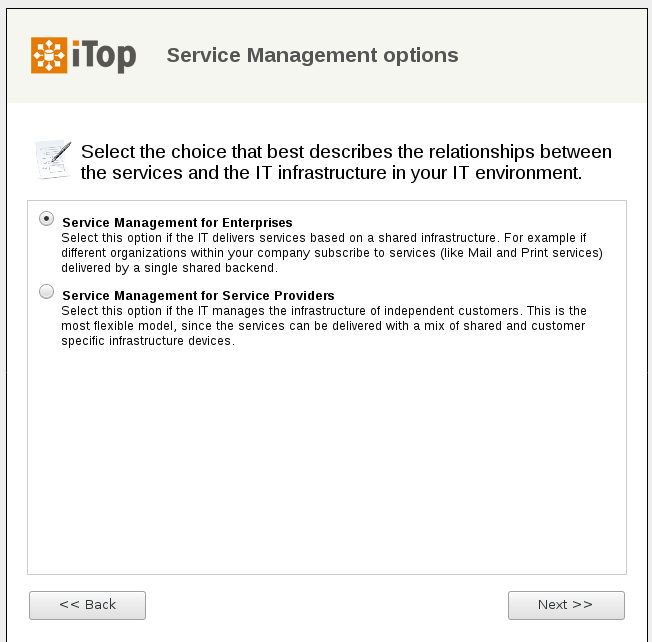 iTop
Service Management options
Select the choice that best describes the relationships between
the services and the IT infrastructure in your IT environment.
Service Management for Enterprises
Select this option if the IT delivers services based on a shared infrastructure. For example if
different organizations within your company subscribe to services (like Mail and Print services)
delivered by a single shared backend.
Service Management for Service Providers
Select this option if the IT manages the infrastructure of independent customers. This is the
most flexible model, since the services can be delivered with a mix of shared and customer
specific infrastructure devices.
<< Back
Next >>